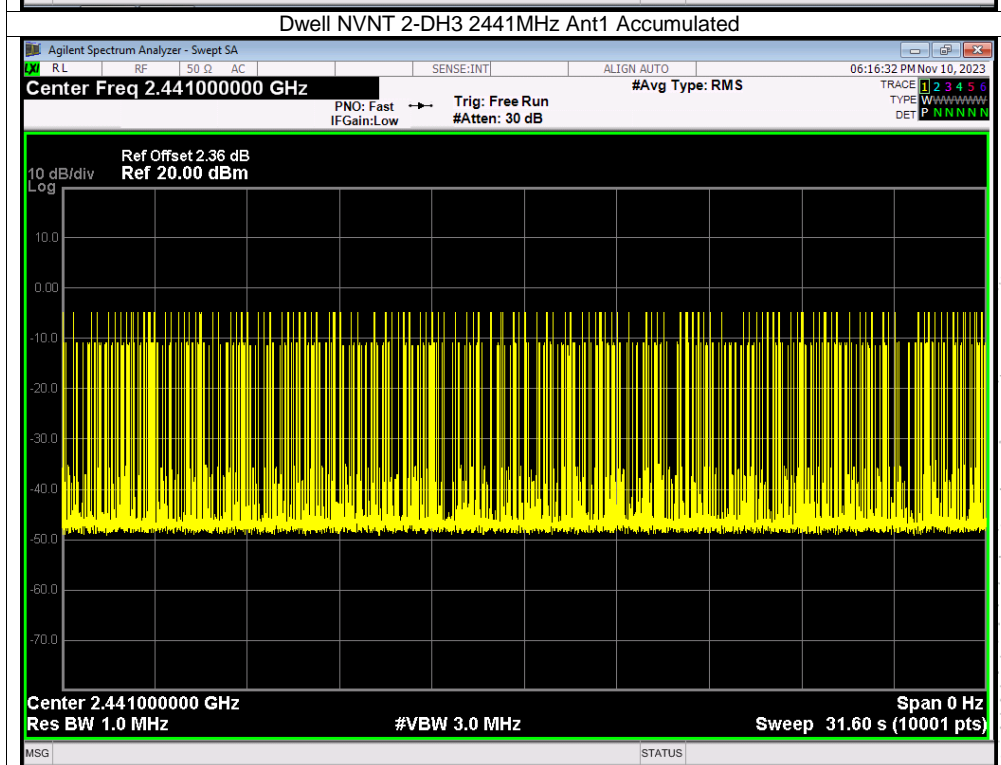 Dwell NVNT 2-DH3 2441MHz Ant1 Accumulated
Agilent Spectrum Analyzer - Swept SA
LXI RL RF 50 Ω AC SENSE:INT ALIGN AUTO 06:16:32 PM Nov 10, 2023
Center Freq 2.441000000 GHz #Avg Type: RMS TRACE 1 2 3 4 5 6
PNO: Fast Trig: Free Run TYPE WWWWWW
IFGain:Low #Atten: 30 dB DET P N N N N N
Ref Offset 2.36 dB
10 dB/div Ref 20.00 dBm
Log
10.0
0.00
-10.0
-20.0
-30.0
-40.0
-50.0
-60.0
-70.0
Center 2.441000000 GHz Span 0 Hz
Res BW 1.0 MHz #VBW 3.0 MHz Sweep 31.60 s (10001 pts)
MSG STATUS